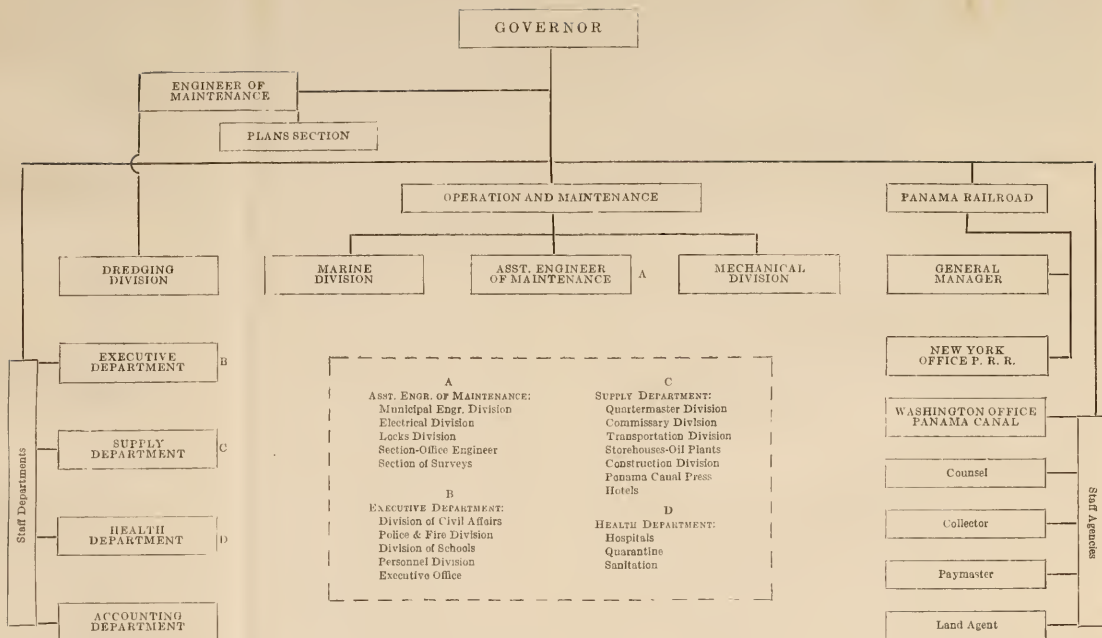 GOVERNOR
ENGINEER OF
MAINTENANCE
PLANS SECTION
OPERATION AND MAINTENANCE
PANAMA RAILROAD
DREDGING
DIVISION
MARINE
DIVISION
ASST. ENGINEER
OF MAINTENANCE
A
MECHANICAL
DIVISION
GENERAL
MANAGER
EXECUTIVE
DEPARTMENT
B
NEW YORK
OFFICE P. R. R.
WASHINGTON OFFICE
PANAMA CANAL
SUPPLY
DEPARTMENT
C
HEALTH
DEPARTMENT
D
ACCOUNTING
DEPARTMENT
Staff Departments
A
ASST. ENGR. OF MAINTENANCE:
Municipal Engr. Division
Electrical Division
Locks Division
Section-Office Engineer
Section of Surveys
B
EXECUTIVE DEPARTMENT:
Division of Civil Affairs
Police & Fire Division
Division of Schools
Personnel Division
Executive Office
C
SUPPLY DEPARTMENT:
Quartermaster Division
Commissary Division
Transportation Division
Storehouses-Oil Plants
Construction Division
Panama Canal Press
Hotels
D
HEALTH DEPARTMENT:
Hospitals
Quarantine
Sanitation
Counsel
Collector
Paymaster
Land Agent
Staff Agencies